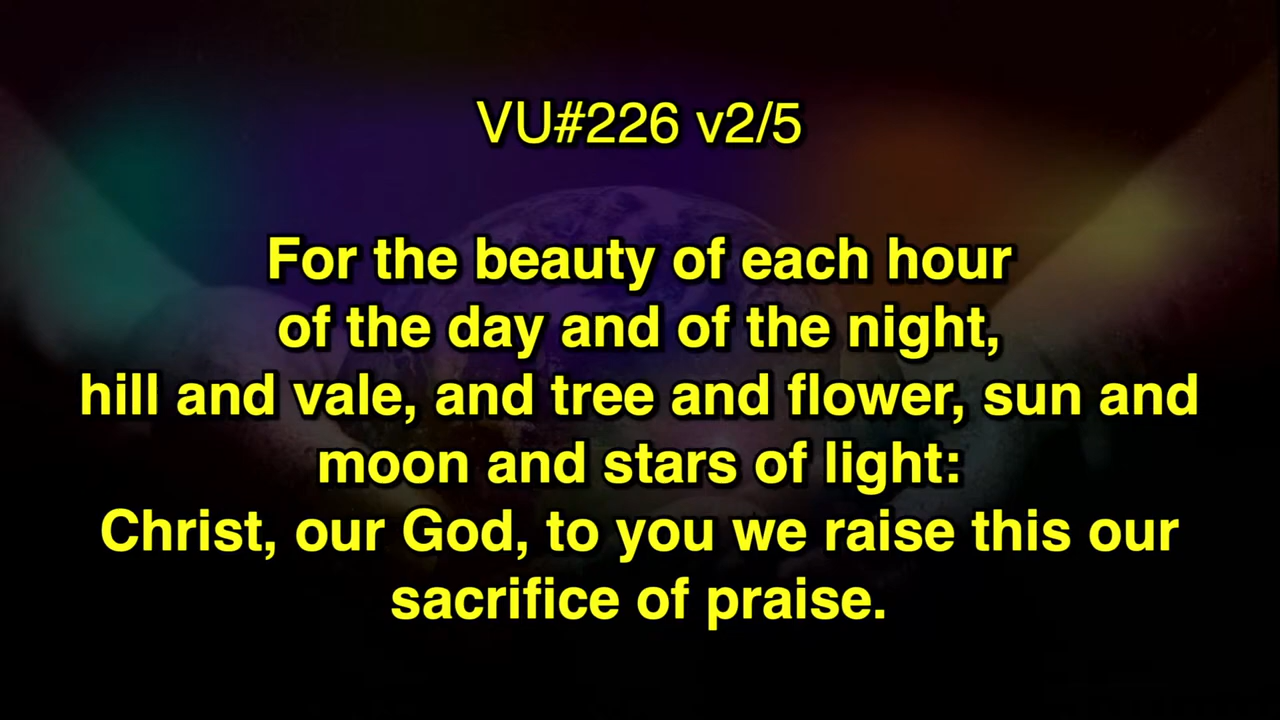 VU#226 v2/5
For the beauty of each hour
of the day and of the night,
hill and vale, and tree and flower, sun and
moon and stars of light:
Christ, our God, to you we raise this our
sacrifice of praise.